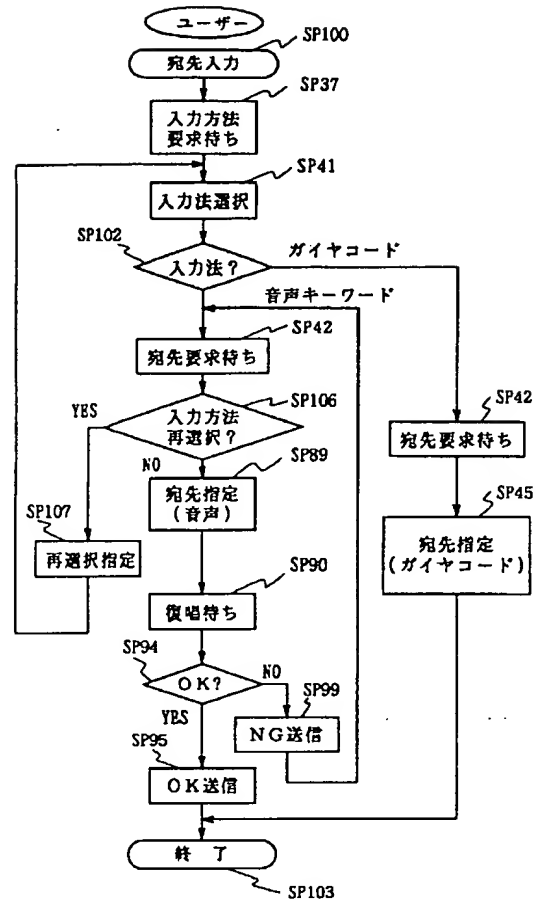 ユーザー
SP100
宛先入力
SP37
入力方法
要求待ち
SP41
入力法選択
SP102
入力法?
ガイヤコード
音声キーワード
SP42
宛先要求待ち
SP106
YES
入力方法
再選択?
NO
SP89
宛先指定
(音声)
SP107
再選択指定
SP42
宛先要求待ち
SP45
宛先指定
(ガイヤコード)
SP90
復唱待ち
SP94
OK?
NO
YES
SP99
NG送信
SP95
OK送信
終了
SP103